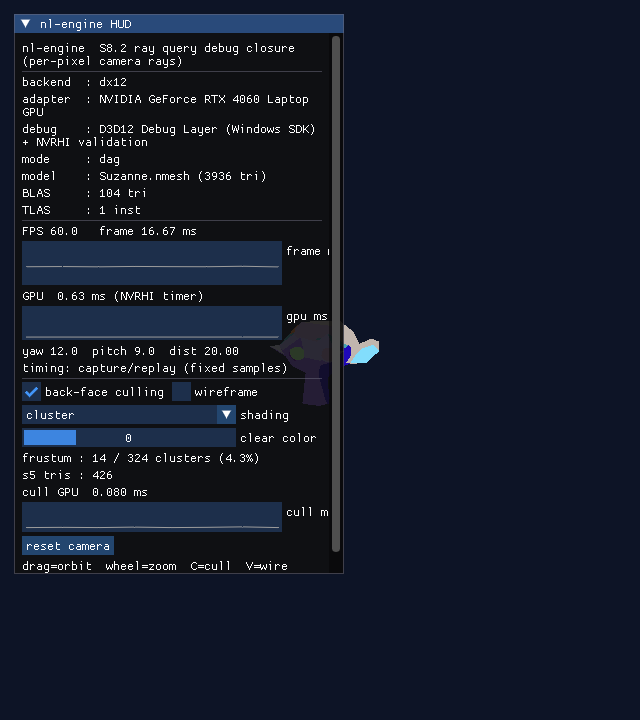 nl-engine HUD
nl-engine S8.2 ray query debug closure
(per-pixel camera rays)
backend : dx12
adapter : NVIDIA GeForce RTX 4060 Laptop
GPU
debug : D3D12 Debug Layer (Windows SDK)
+ NVRHI validation
mode : dag
model : Suzanne.nmesh (3936 tri)
BLAS : 104 tri
TLAS : 1 inst
FPS 60.0 frame 16.67 ms
frame
GPU 0.63 ms (NVRHI timer)
gpu ms
yaw 12.0 pitch 9.0 dist 20.00
timing: capture/replay (fixed samples)
back-face culling wireframe
cluster shading
0 clear color
frustum : 14 / 324 clusters (4.3%)
s5 tris : 426
cull GPU 0.080 ms
cull m
reset camera
drag=orbit wheel=zoom C=cull V=wire